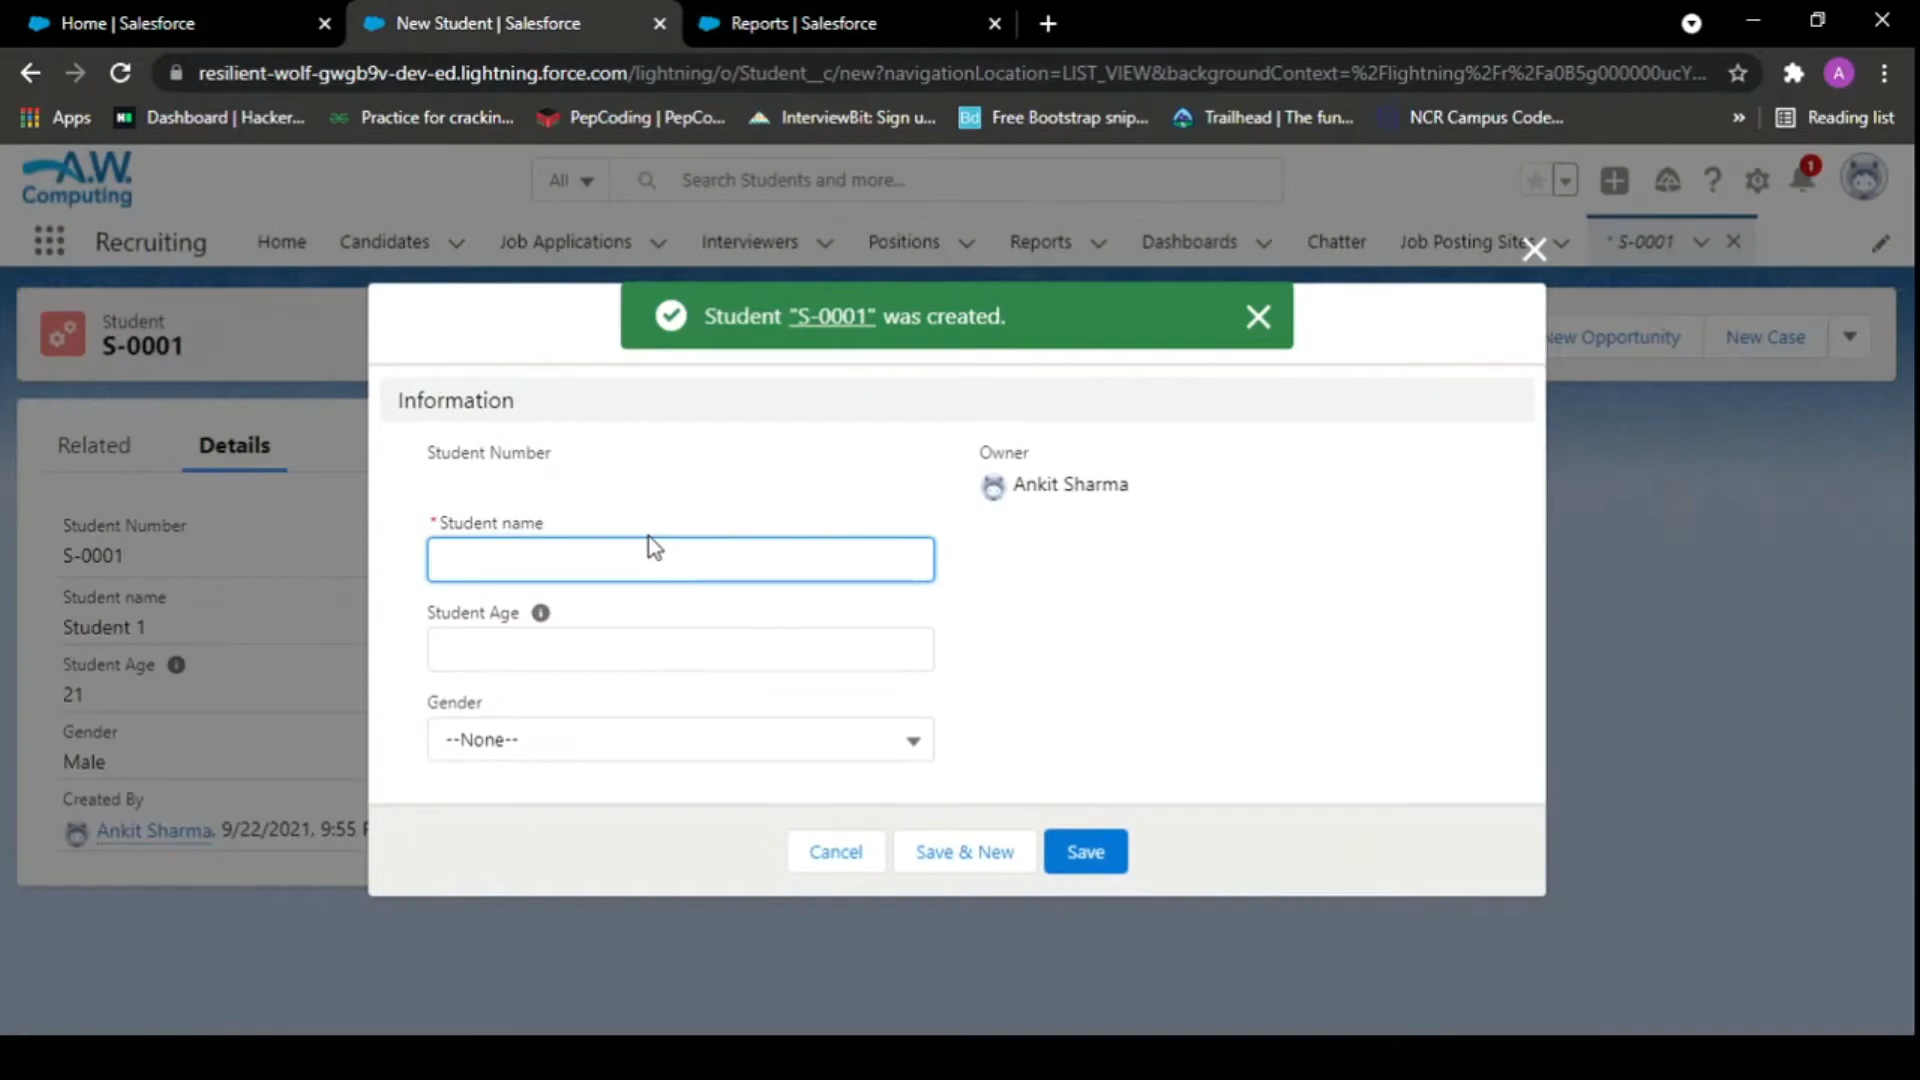 Home | Salesforce
New Student | Salesforce
Reports | Salesforce
resilient-wolf-gwgb9v-dev-ed.lightning.force.com/lightning/o/Student__c/new?navigationLocation=LIST_VIEW&backgroundContext=%2Flightning%2Fr%2Fa0B5g000000ucY...
A
Apps
Dashboard | Hacker...
Practice for crackin...
PepCoding | PepCo...
InterviewBit: Sign u...
Bd
Free Bootstrap snip...
Trailhead | The fun...
NCR Campus Code...
»
Reading list
A.W.
Computing
All
Search Students and more...
1
Recruiting
Home
Candidates
Job Applications
Interviewers
Positions
Reports
Dashboards
Chatter
Job Posting Sites
* S-0001
Student
S-0001
New Opportunity
New Case
Student "S-0001" was created.
Related
Details
Student Number
S-0001
Student name
Student 1
Student Age
21
Gender
Male
Created By
Ankit Sharma, 9/22/2021, 9:55
Information
Student Number
Owner
Ankit Sharma
* Student name
Student Age
Gender
--None--
Cancel
Save & New
Save